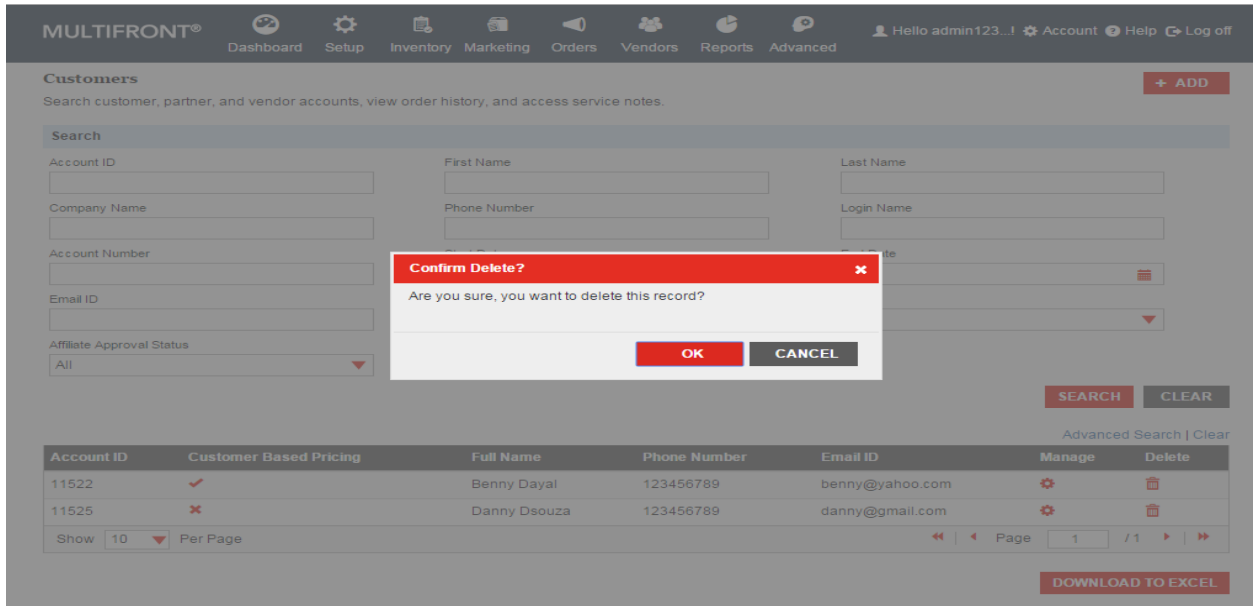 MULTIFRONT®
Dashboard Setup Inventory Marketing Orders Vendors Reports Advanced
Hello admin123...! Account Help Log off
Customers
+ ADD
Search customer, partner, and vendor accounts, view order history, and access service notes.
Search
Account ID First Name Last Name
Company Name Phone Number Login Name
Account Number
Confirm Delete?
Are you sure, you want to delete this record?
OK CANCEL
Email ID
Affiliate Approval Status
All
SEARCH CLEAR
Advanced Search | Clear
Account ID Customer Based Pricing Full Name Phone Number Email ID Manage Delete
11522 Benny Dayal 123456789 benny@yahoo.com
11525 Danny Dsouza 123456789 danny@gmail.com
Show 10 Per Page Page 1 / 1
DOWNLOAD TO EXCEL